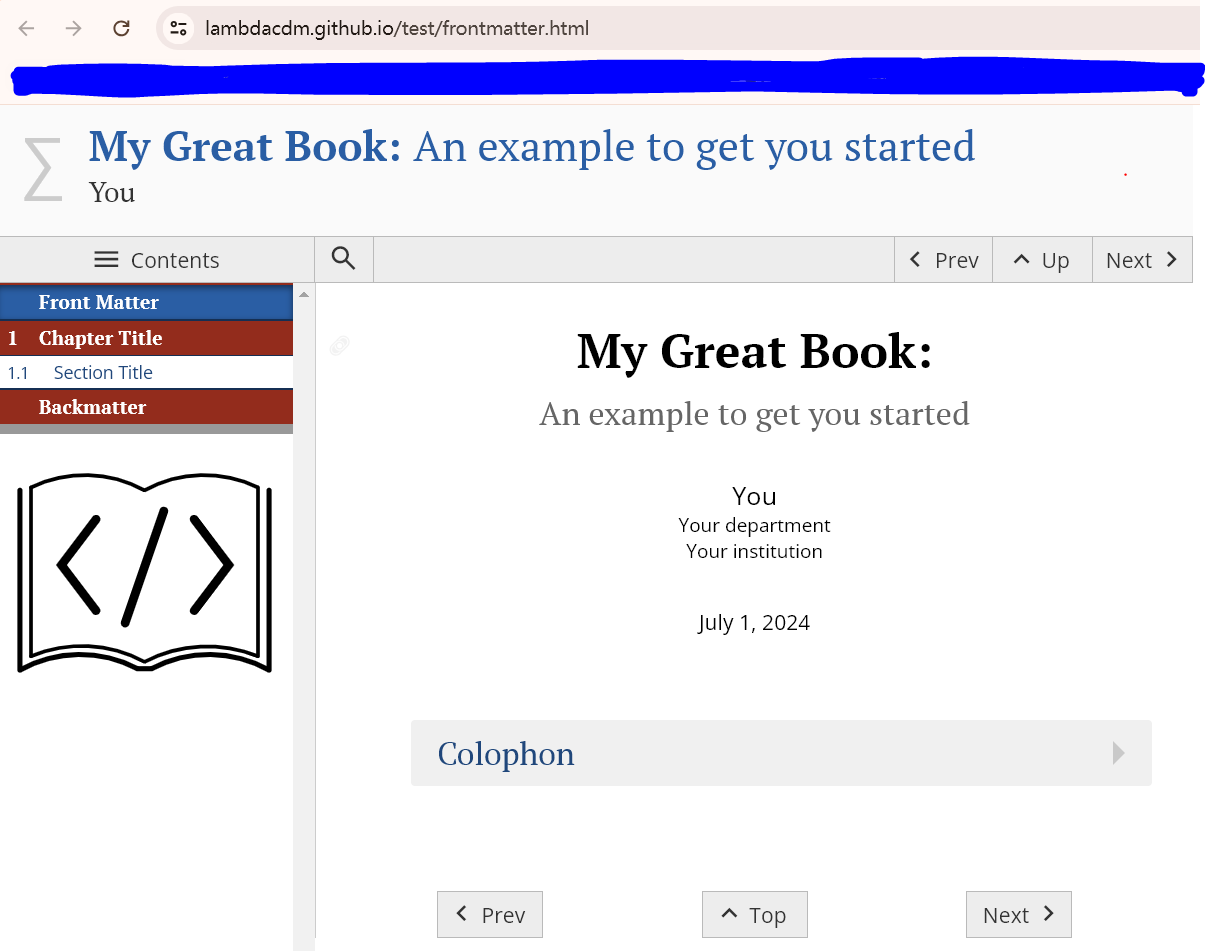 lambdacdm.github.io/test/frontmatter.html
My Great Book: An example to get you started
You
Contents
Prev
Up
Next
Front Matter
1 Chapter Title
1.1 Section Title
Backmatter
My Great Book:
An example to get you started
You
Your department
Your institution
July 1, 2024
Colophon
Prev
Top
Next